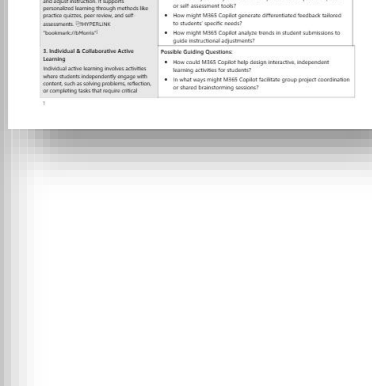 and adjust instruction. It supports
personalized learning through methods like
practice quizzes, peer review, and self-
assessments. HYPERLINK
3. Individual & Collaborative Active
Learning
Individual active learning involves activities
where students independently engage with
content, such as solving problems, reflection,
or completing tasks that require critical
or self assessment tools?
• How might M365 Copilot generate differentiated feedback tailored
to students' specific needs?
• How might M365 Copilot analyze trends in student submissions to
guide instructional adjustments?
Possible Guiding Questions:
• How could M365 Copilot help design interactive, independent
learning activities for students?
• In what ways might M365 Copilot facilitate group project coordination
or shared brainstorming sessions?